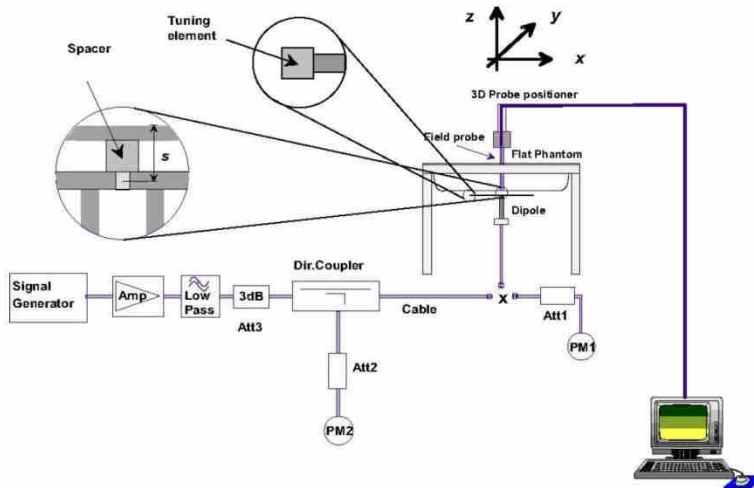 Tuning
element
Spacer
s
z
y
x
3D Probe positioner
Field probe
Flat Phantom
Dipole
Signal
Generator
Amp
Low
Pass
3dB
Att3
Dir.Coupler
Cable
x
Att1
PM1
Att2
PM2